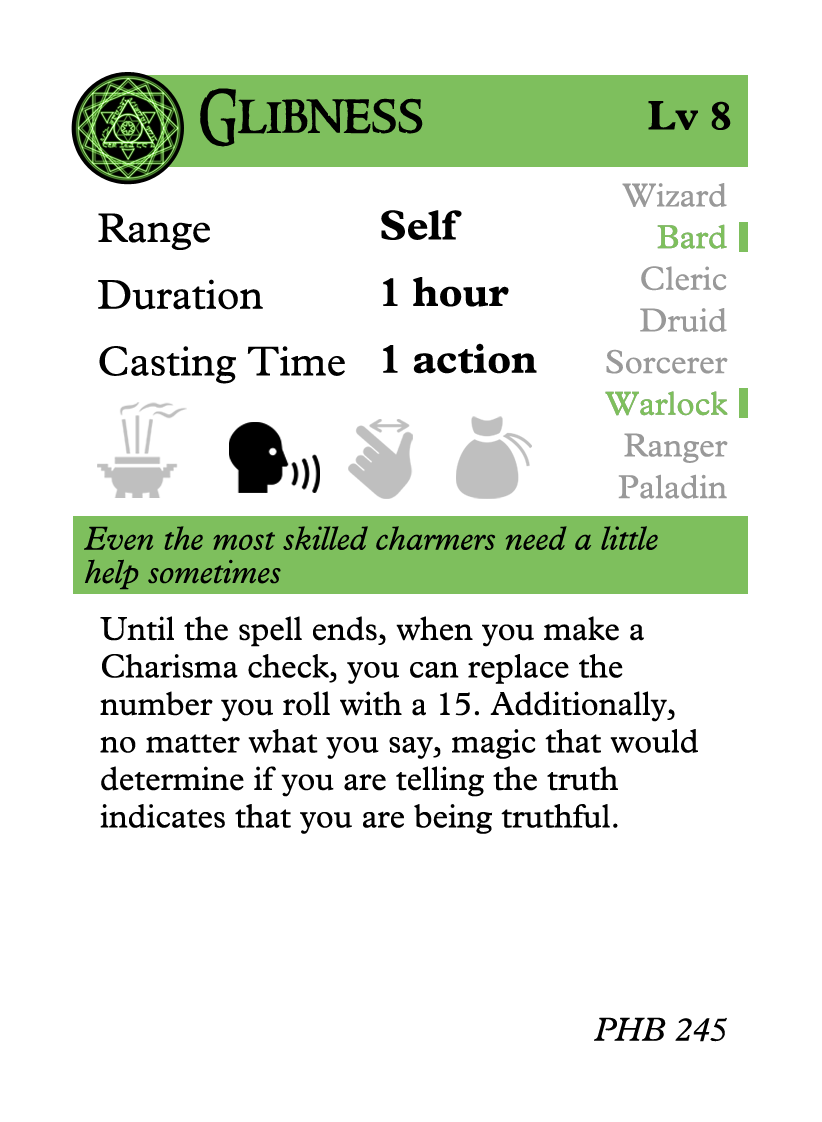 Glibness
Lv 8
Range Self
Duration 1 hour
Casting Time 1 action
Wizard
Bard
Cleric
Druid
Sorcerer
Warlock
Ranger
Paladin
Even the most skilled charmers need a little
help sometimes
Until the spell ends, when you make a
Charisma check, you can replace the
number you roll with a 15. Additionally,
no matter what you say, magic that would
determine if you are telling the truth
indicates that you are being truthful.
PHB 245